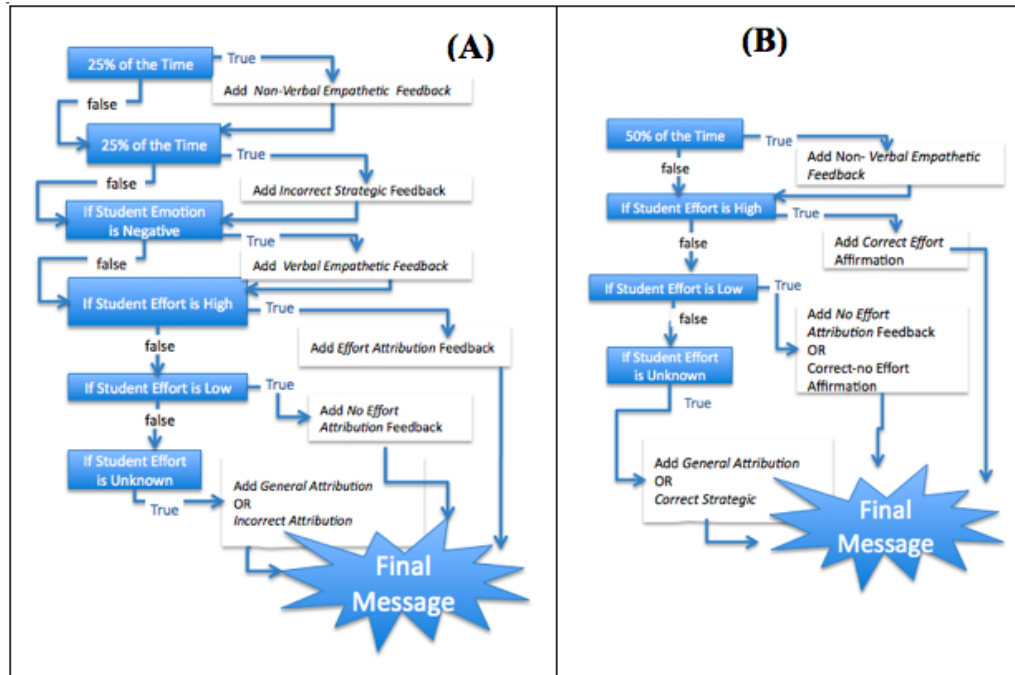 (A)
25% of the Time
True
Add Non-Verbal Empathetic Feedback
false
25% of the Time
True
false
Add Incorrect Strategic Feedback
If Student Emotion
is Negative
True
false
Add Verbal Empathetic Feedback
If Student Effort is High
True
false
Add Effort Attribution Feedback
If Student Effort is Low
True
Add No Effort
Attribution Feedback
false
If Student Effort
is Unknown
True
Add General Attribution
OR
Incorrect Attribution
Final
Message
(B)
50% of the Time
True
Add Non- Verbal Empathetic
Feedback
false
If Student Effort is High
True
false
Add Correct Effort
Affirmation
If Student Effort is Low
True
false
Add No Effort
Attribution Feedback
OR
Correct-no Effort
Affirmation
If Student Effort
is Unknown
True
Add General Attribution
OR
Correct Strategic
Final
Message